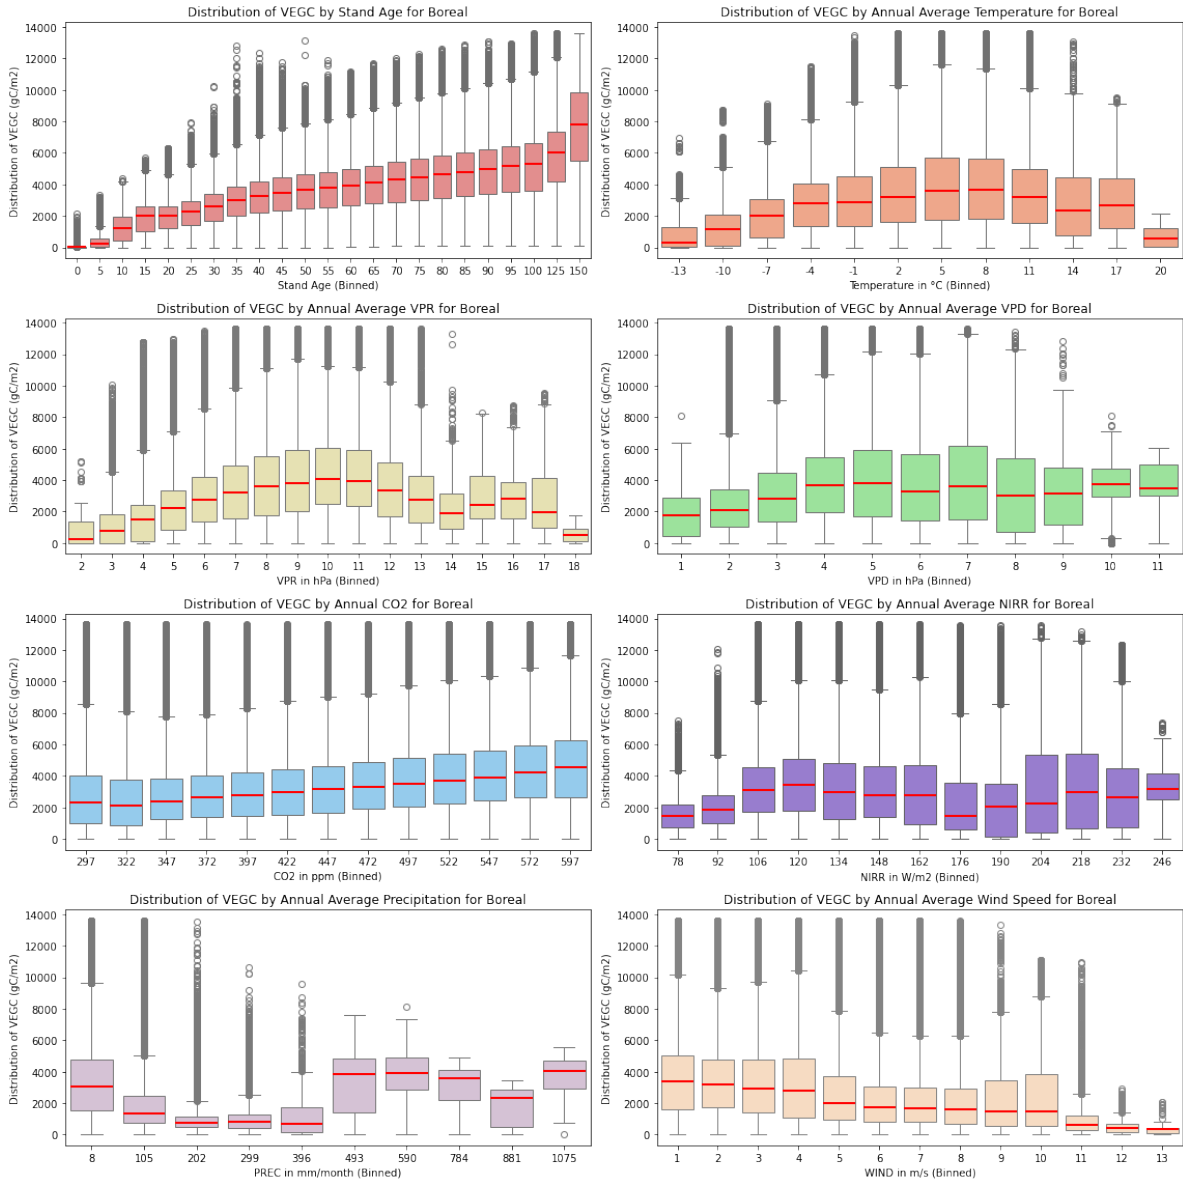 Distribution of VEGC by Stand Age for Boreal
Distribution of VEGC (gC/m2)
14000
12000
10000
8000
6000
4000
2000
0
0 5 10 15 20 25 30 35 40 45 50 55 60 65 70 75 80 85 90 95 100 125 150
Stand Age (Binned)
Distribution of VEGC by Annual Average Temperature for Boreal
Distribution of VEGC (gC/m2)
14000
12000
10000
8000
6000
4000
2000
0
-13 -10 -7 -4 -1 2 5 8 11 14 17 20
Temperature in °C (Binned)
Distribution of VEGC by Annual Average VPR for Boreal
Distribution of VEGC (gC/m2)
14000
12000
10000
8000
6000
4000
2000
0
2 3 4 5 6 7 8 9 10 11 12 13 14 15 16 17 18
VPR in hPa (Binned)
Distribution of VEGC by Annual Average VPD for Boreal
Distribution of VEGC (gC/m2)
14000
12000
10000
8000
6000
4000
2000
0
1 2 3 4 5 6 7 8 9 10 11
VPD in hPa (Binned)
Distribution of VEGC by Annual CO2 for Boreal
Distribution of VEGC (gC/m2)
14000
12000
10000
8000
6000
4000
2000
0
297 322 347 372 397 422 447 472 497 522 547 572 597
CO2 in ppm (Binned)
Distribution of VEGC by Annual Average NIRR for Boreal
Distribution of VEGC (gC/m2)
14000
12000
10000
8000
6000
4000
2000
0
78 92 106 120 134 148 162 176 190 204 218 232 246
NIRR in W/m2 (Binned)
Distribution of VEGC by Annual Average Precipitation for Boreal
Distribution of VEGC (gC/m2)
14000
12000
10000
8000
6000
4000
2000
0
8 105 202 299 396 493 590 784 881 1075
PREC in mm/month (Binned)
Distribution of VEGC by Annual Average Wind Speed for Boreal
Distribution of VEGC (gC/m2)
14000
12000
10000
8000
6000
4000
2000
0
1 2 3 4 5 6 7 8 9 10 11 12 13
WIND in m/s (Binned)